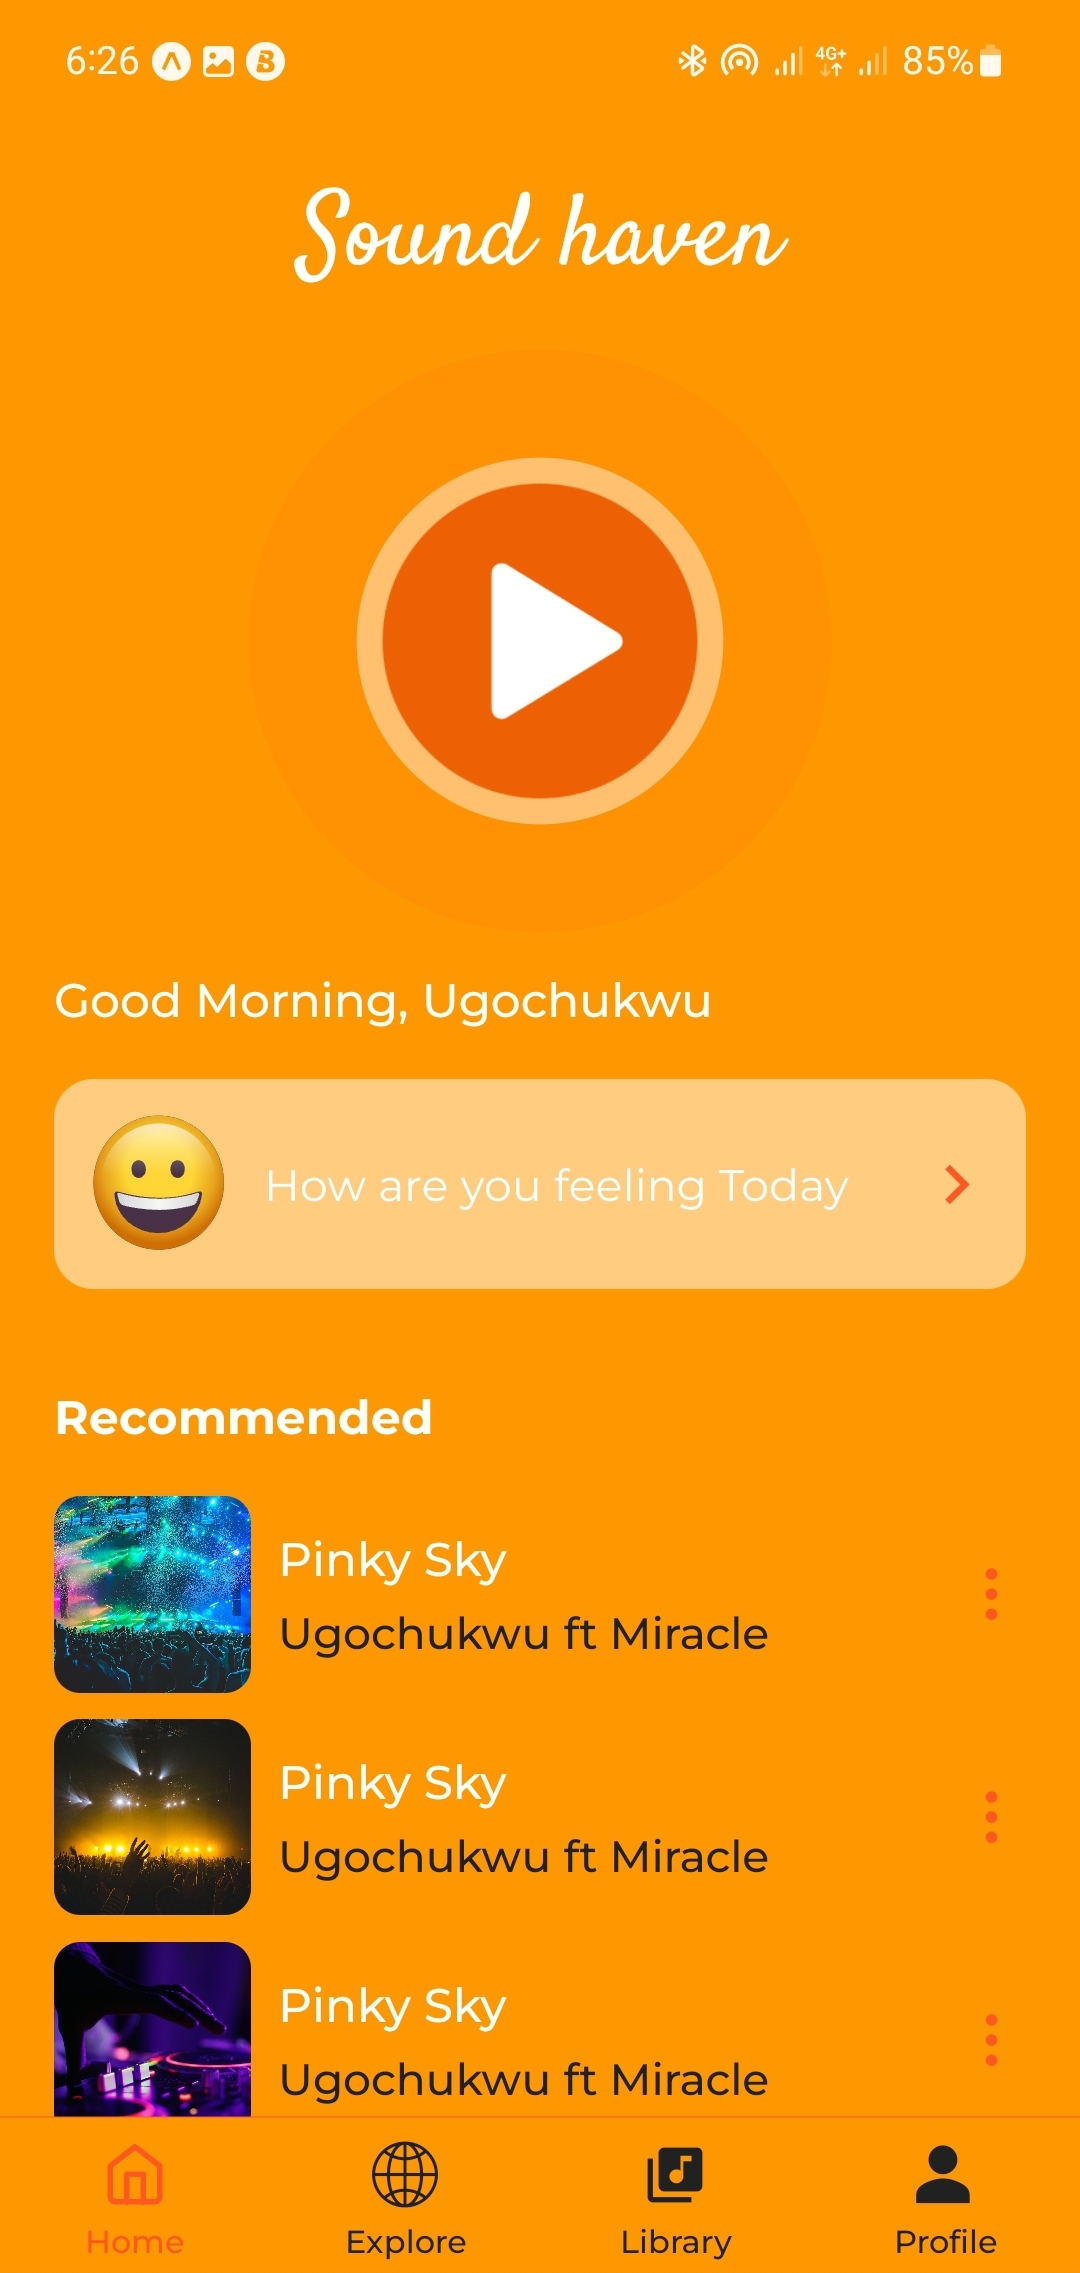 6:26 4G+ 85%
Sound haven
Good Morning, Ugochukwu
How are you feeling Today
Recommended
Pinky Sky
Ugochukwu ft Miracle
Pinky Sky
Ugochukwu ft Miracle
Pinky Sky
Ugochukwu ft Miracle
Home Explore Library Profile